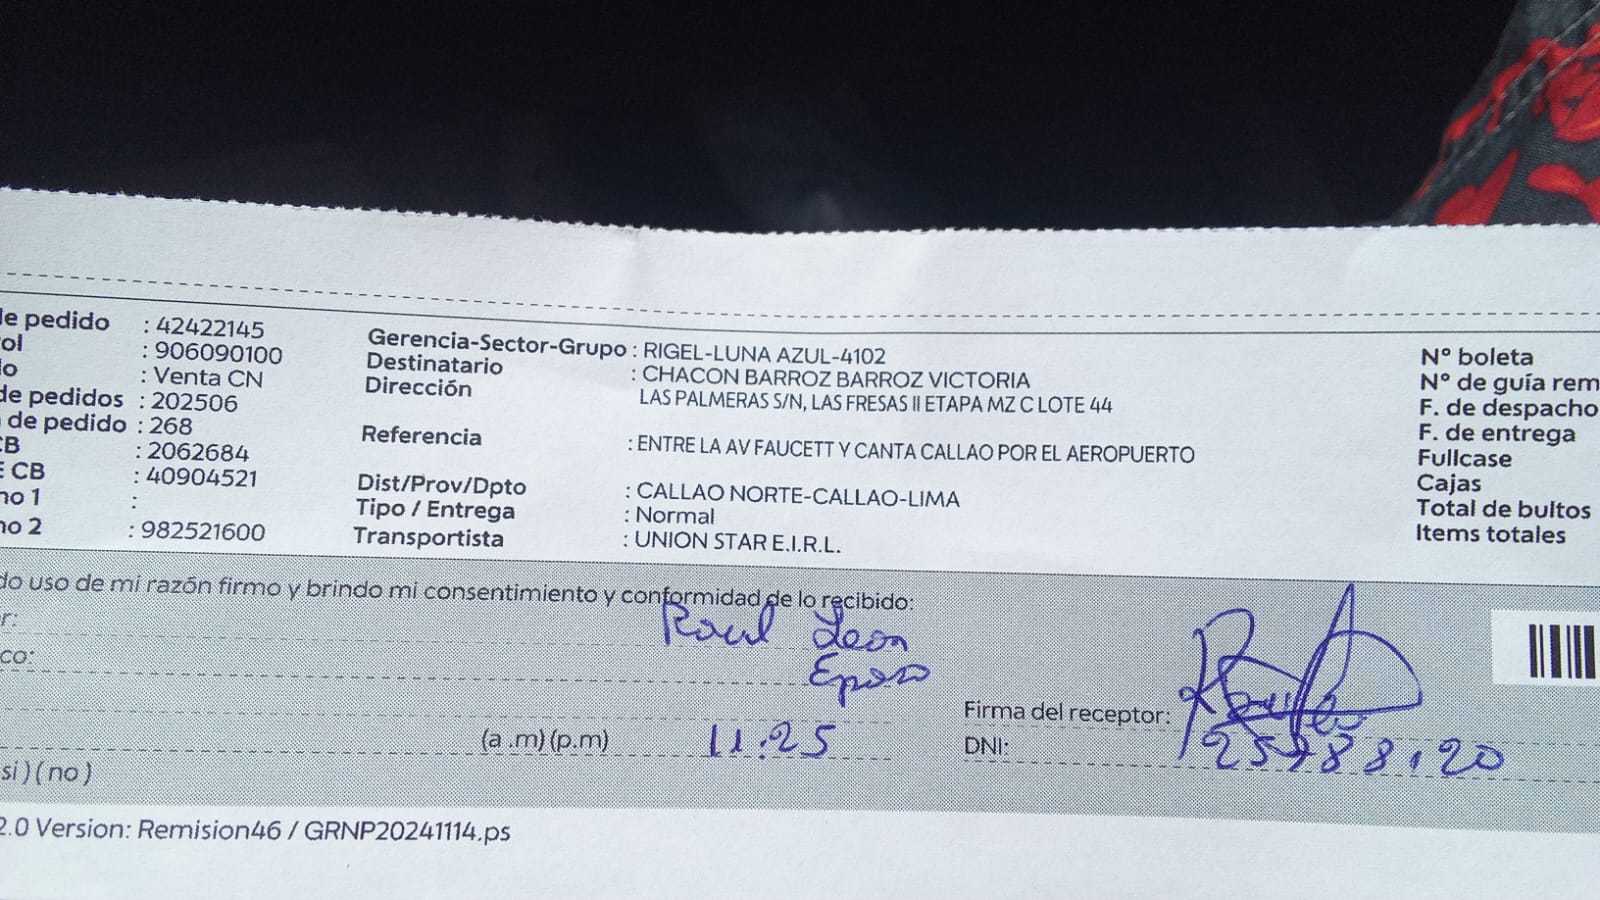 de pedido : 42422145
ol : 906090100
do : Venta CN
de pedidos : 202506
de pedido : 268
CB : 2062684
E CB : 40904521
no 1 :
no 2 : 982521600
Gerencia-Sector-Grupo : RIGEL-LUNA AZUL-4102
Destinatario : CHACON BARROZ BARROZ VICTORIA
Dirección LAS PALMERAS S/N, LAS FRESAS II ETAPA MZ C LOTE 44
Referencia : ENTRE LA AV FAUCETT Y CANTA CALLAO POR EL AEROPUERTO
Dist/Prov/Dpto : CALLAO NORTE-CALLAO-LIMA
Tipo / Entrega : Normal
Transportista : UNION STAR E.I.R.L.
N° boleta
N° de guía rem
F. de despacho
F. de entrega
Fullcase
Cajas
Total de bultos
Items totales
do uso de mi razón firmo y brindo mi consentimiento y conformidad de lo recibido:
r: Raul Leon
co: Eposo
(a .m) (p.m) 11:25
Firma del receptor:
DNI:
si ) ( no )
2.0 Version: Remision46 / GRNP20241114.ps